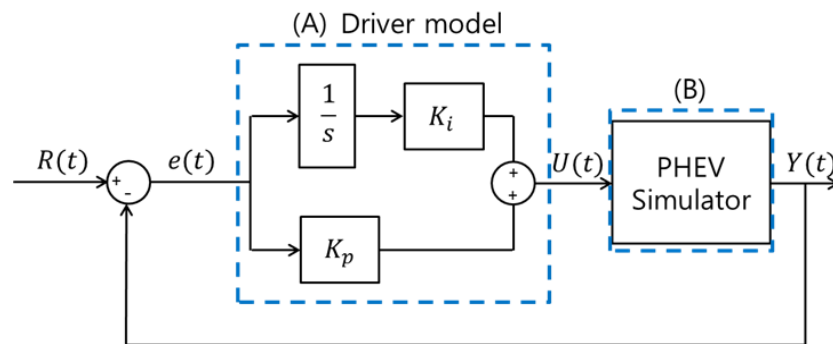 (A) Driver model
1
s
K_i
(B)
R(t)
+
-
e(t)
+
+
U(t)
PHEV
Simulator
Y(t)
K_p